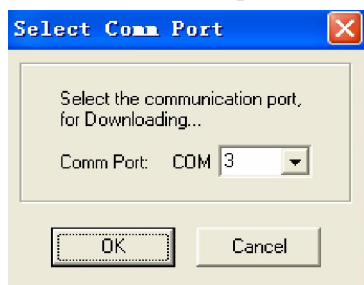 Select Comm Port
Select the communication port,
for Downloading...
Comm Port: COM 3
OK Cancel